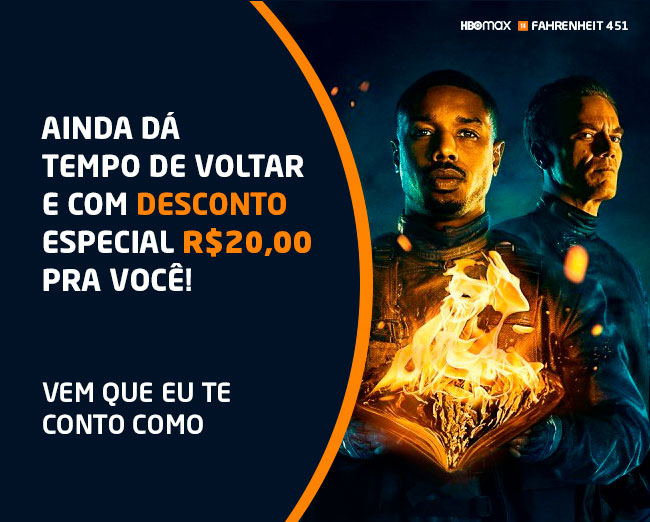 HBOMAX 14 FAHRENHEIT 451
AINDA DÁ
TEMPO DE VOLTAR
E COM DESCONTO
ESPECIAL R$20,00
PRA VOCÊ!
VEM QUE EU TE
CONTO COMO